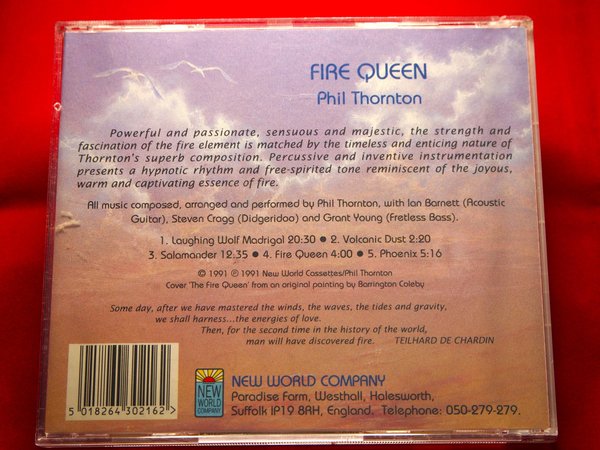 FIRE QUEEN
Phil Thornton
Powerful and passionate, sensuous and majestic, the strength and
fascination of the fire element is matched by the timeless and enticing nature of
Thornton's superb composition. Percussive and inventive instrumentation
presents a hypnotic rhythm and free-spirited tone reminiscent of the joyous,
warm and captivating essence of fire.
All music composed, arranged and performed by Phil Thornton, with Ian Barnett (Acoustic
Guitar), Steven Cragg (Didgeridoo) and Grant Young (Fretless Bass).
1. Laughing Wolf Madrigal 20:30 ● 2. Volcanic Dust 2:20
3. Salamander 12.35 ● 4. Fire Queen 4:00 ● 5. Phoenix 5:16
© 1991 ℗ 1991 New World Cassettes/Phil Thornton
Cover 'The Fire Queen' from an original painting by Barrington Coleby
Some day, after we have mastered the winds, the waves, the tides and gravity,
we shall harness...the energies of love.
Then, for the second time in the history of the world,
man will have discovered fire. TEILHARD DE CHARDIN
5 018264 302162 >
NEW
WORLD
COMPANY
NEW WORLD COMPANY
Paradise Farm, Westhall, Halesworth,
Suffolk IP19 8RH, England. Telephone: 050-279-279.